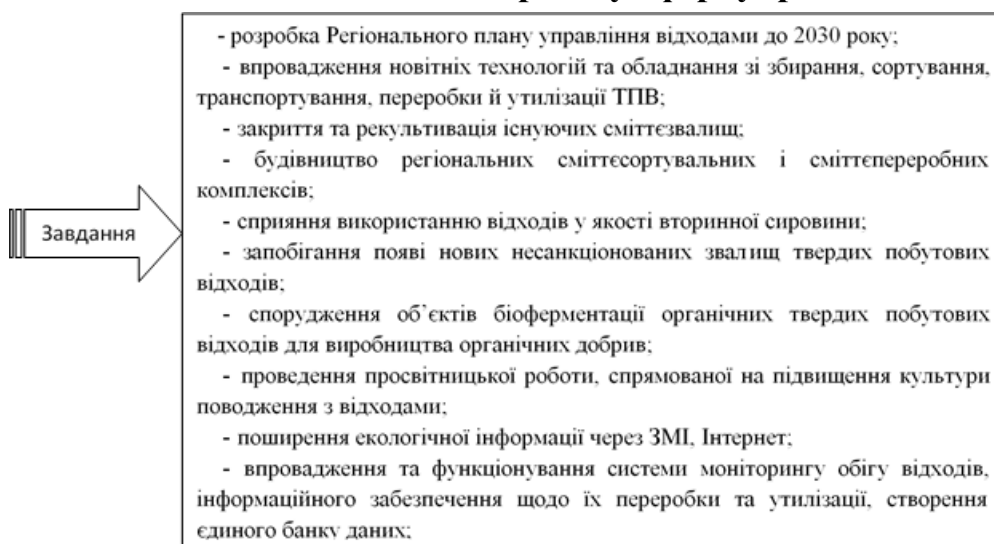 - розробка Регіонального плану управління відходами до 2030 року;
- впровадження новітніх технологій та обладнання зі збирання, сортування,
транспортування, переробки й утилізації ТПВ;
- закриття та рекультивація існуючих сміттєзвалищ;
- будівництво регіональних сміттєсортувальних і сміттєпереробних
комплексів;
- сприяння використанню відходів у якості вторинної сировини;
- запобігання появі нових несанкціонованих звалищ твердих побутових
відходів;
- спорудження об’єктів біоферментації органічних твердих побутових
відходів для виробництва органічних добрив;
- проведення просвітницької роботи, спрямованої на підвищення культури
поводження з відходами;
- поширення екологічної інформації через ЗМІ, Інтернет;
- впровадження та функціонування системи моніторингу обігу відходів,
інформаційного забезпечення щодо їх переробки та утилізації, створення
єдиного банку даних;
Завдання